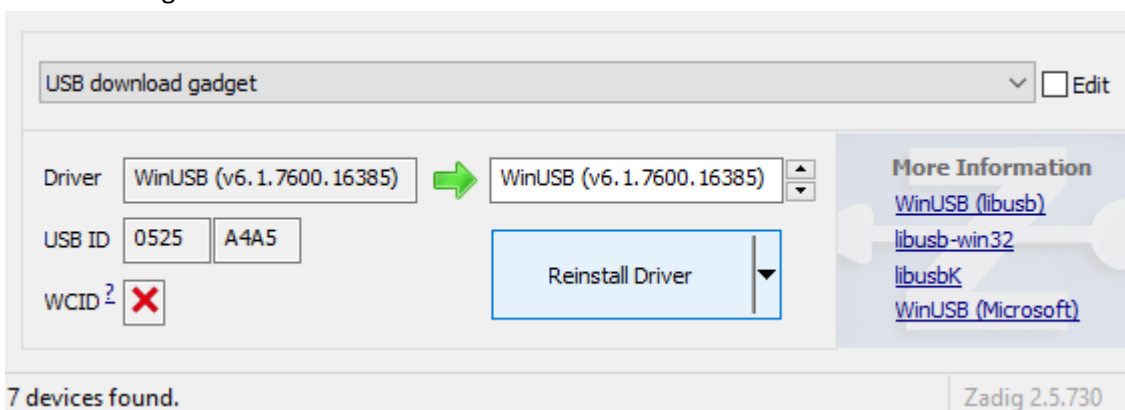 USB download gadget
Edit
Driver WinUSB (v6.1.7600.16385) WinUSB (v6.1.7600.16385)
USB ID 0525 A4A5
WCID ?
Reinstall Driver
More Information
WinUSB (libusb)
libusb-win32
libusbK
WinUSB (Microsoft)
7 devices found.
Zadig 2.5.730